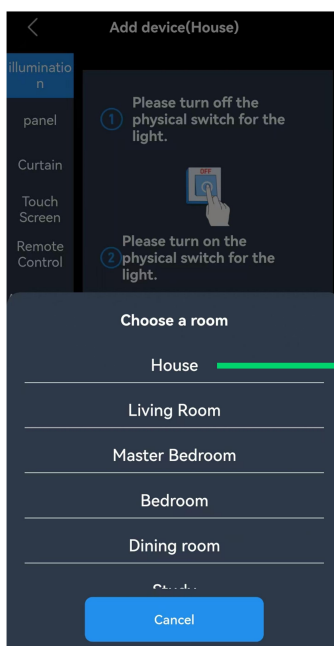 Add device(House)
illuminatio
n
panel
Curtain
Touch
Screen
Remote
Control
1 Please turn off the
physical switch for the
light.
OFF
2 Please turn on the
physical switch for the
light.
Choose a room
House
Living Room
Master Bedroom
Bedroom
Dining room
Cancel